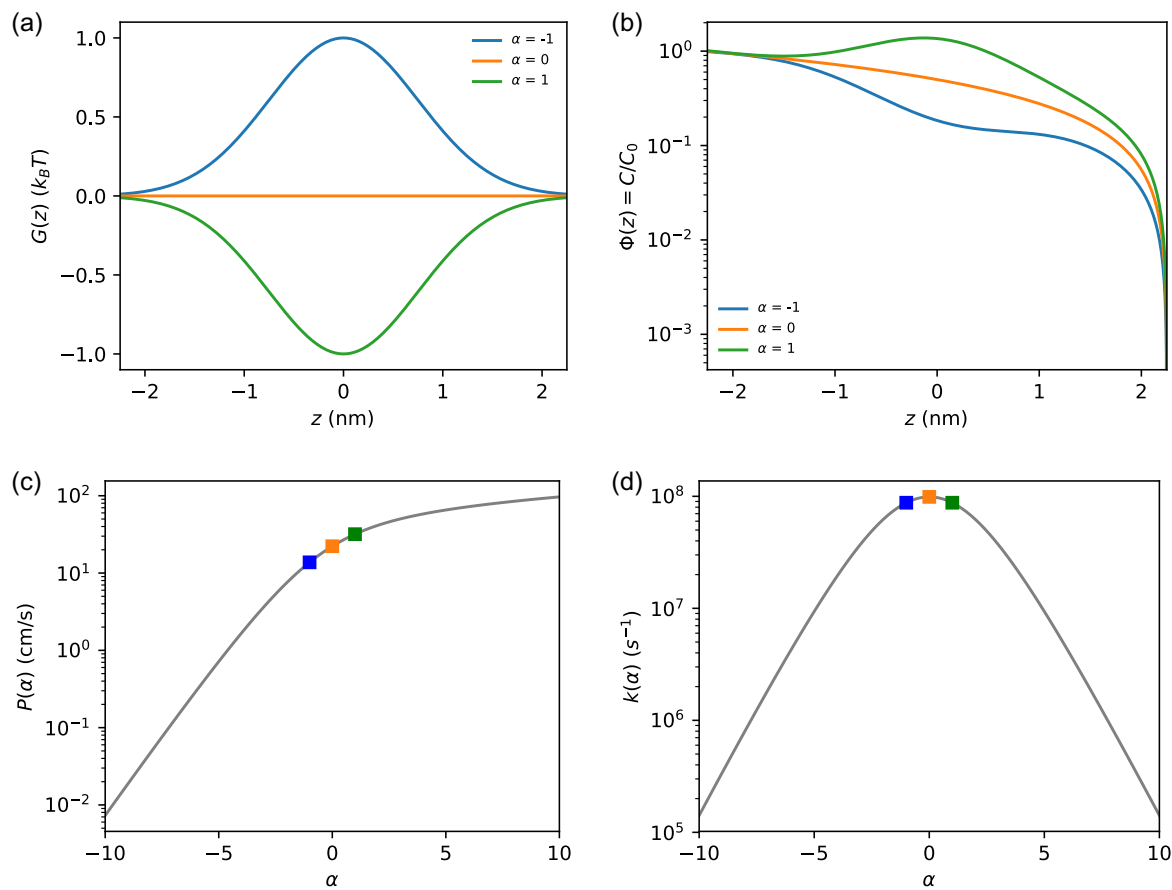 (a)
G(z) (k_BT)
1.0
0.5
0.0
−0.5
−1.0
α = -1
α = 0
α = 1
−2
−1
0
1
2
z (nm)
(b)
Φ(z) = C/C₀
10⁰
10⁻¹
10⁻²
10⁻³
α = -1
α = 0
α = 1
−2
−1
0
1
2
z (nm)
(c)
P(α) (cm/s)
10²
10¹
10⁰
10⁻¹
10⁻²
−10
−5
0
5
10
α
(d)
k(α) (s⁻¹)
10⁸
10⁷
10⁶
10⁵
−10
−5
0
5
10
α